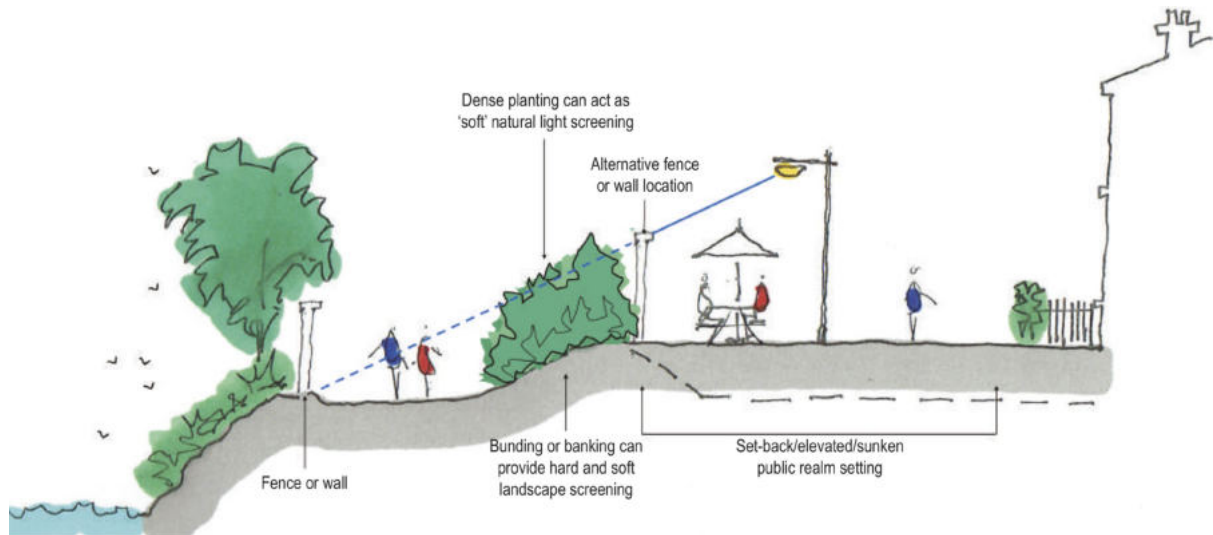 Dense planting can act as
‘soft’ natural light screening
Alternative fence
or wall location
Fence or wall
Bunding or banking can
provide hard and soft
landscape screening
Set-back/elevated/sunken
public realm setting